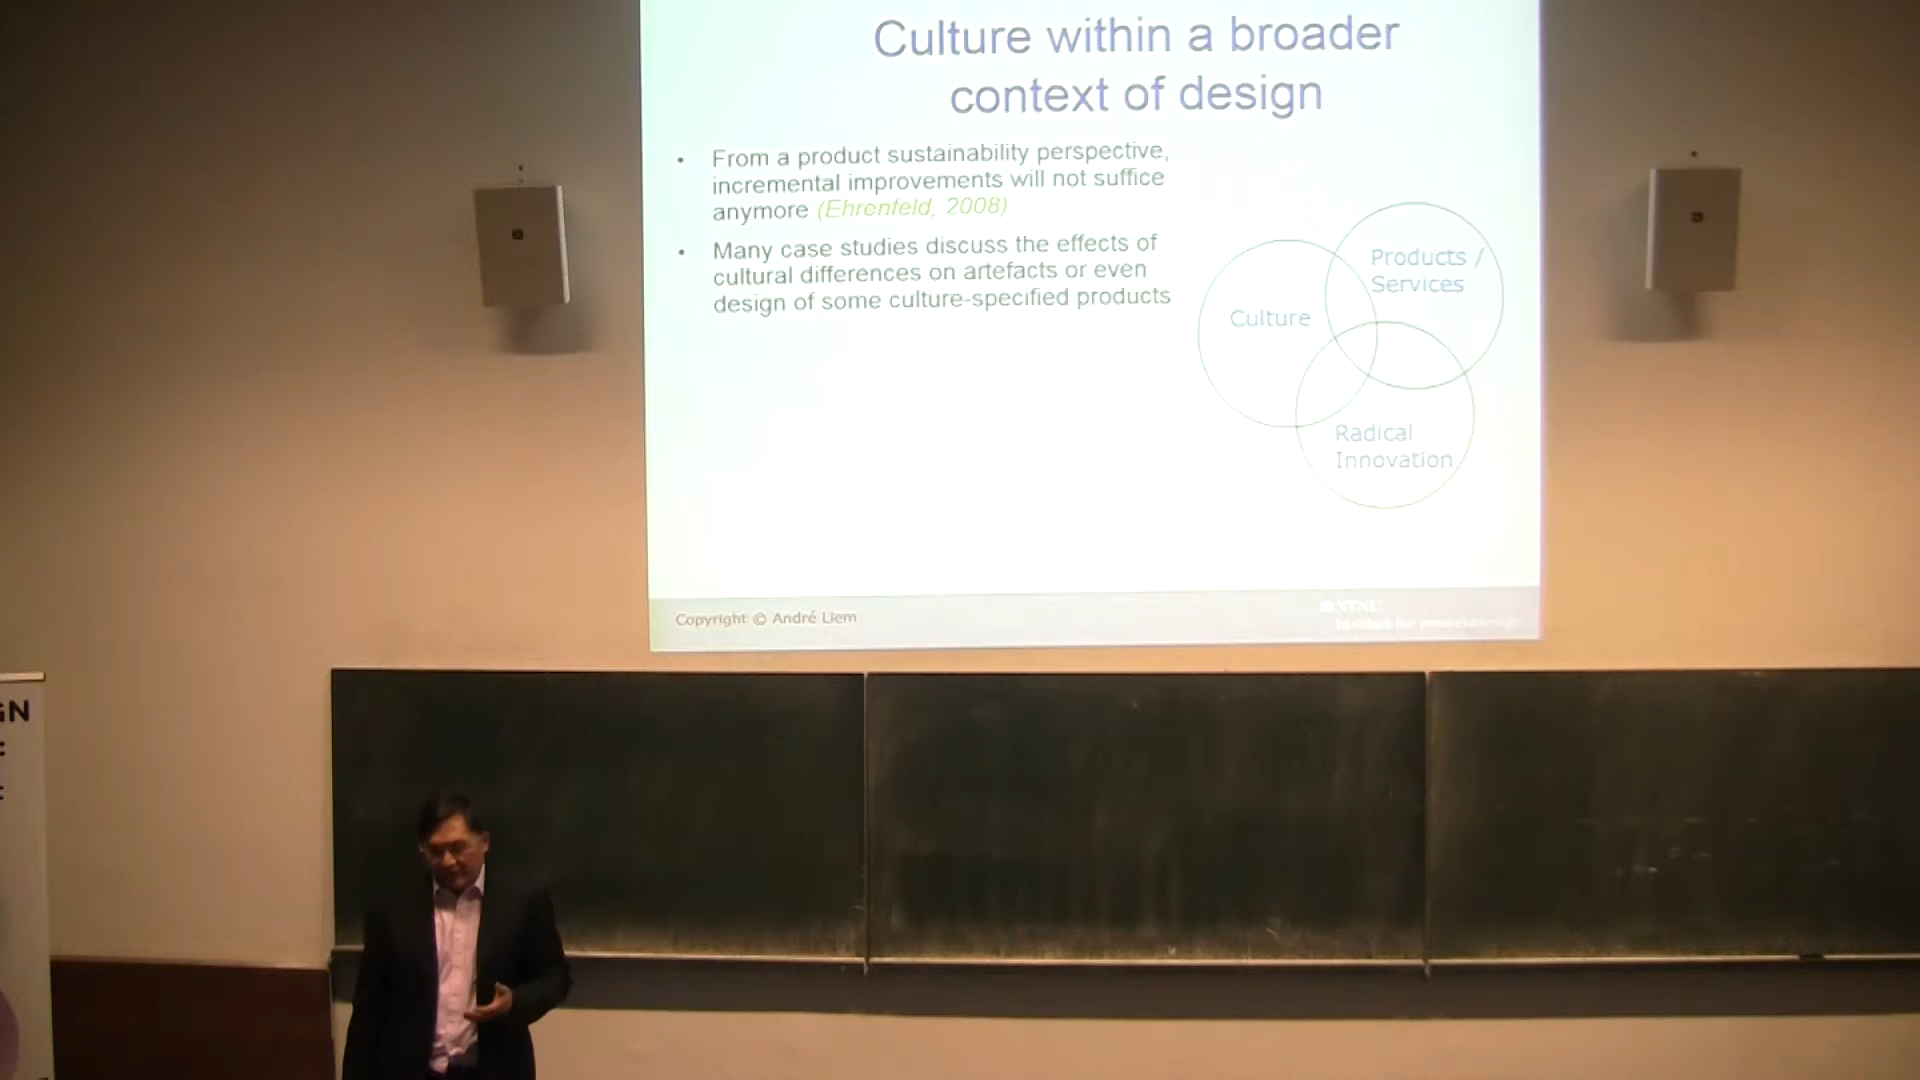 Culture within a broader
context of design
• From a product sustainability perspective,
incremental improvements will not suffice
anymore (Ehrenfeld, 2008)
• Many case studies discuss the effects of
cultural differences on artefacts or even
design of some culture-specified products
Products /
Services
Culture
Radical
Innovation
Copyright © André Liem
NTNU